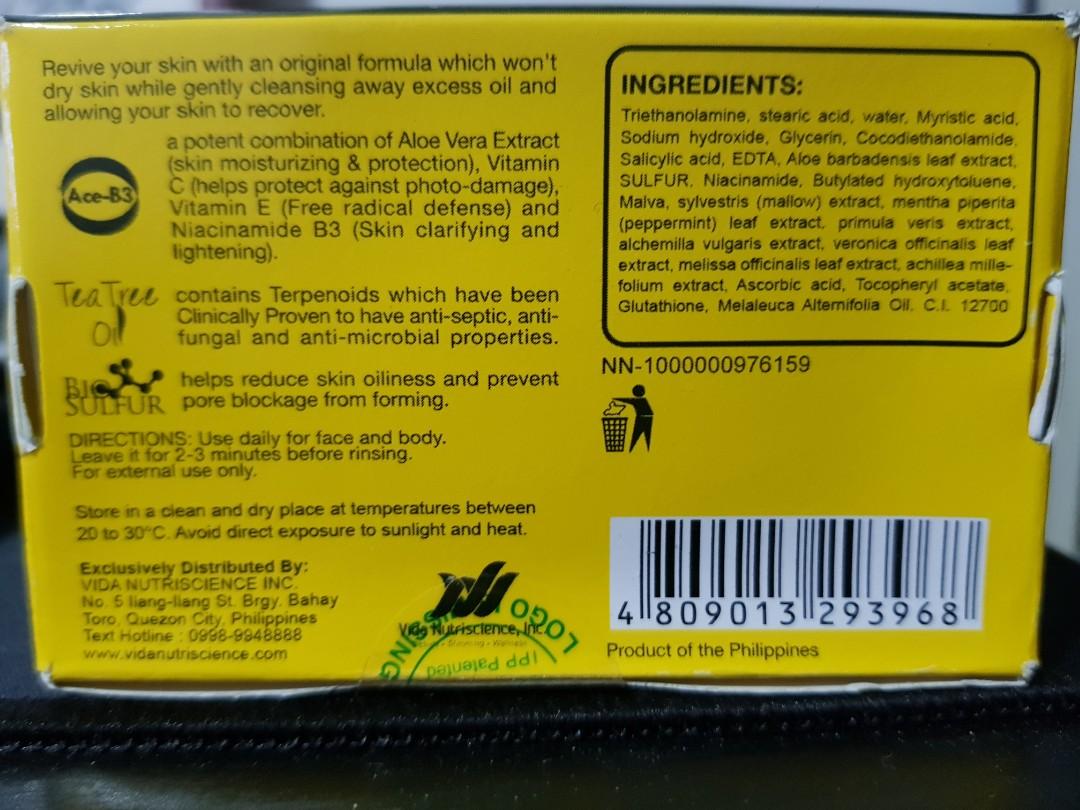 Revive your skin with an original formula which won't
dry skin while gently cleansing away excess oil and
allowing your skin to recover.
Ace-B3
a potent combination of Aloe Vera Extract
(skin moisturizing & protection), Vitamin
C (helps protect against photo-damage),
Vitamin E (Free radical defense) and
Niacinamide B3 (Skin clarifying and
lightening).
Tea Tree
Oil
contains Terpenoids which have been
Clinically Proven to have anti-septic, anti-
fungal and anti-microbial properties.
BIO
SULFUR
helps reduce skin oiliness and prevent
pore blockage from forming.
DIRECTIONS: Use daily for face and body.
Leave it for 2-3 minutes before rinsing.
For external use only.
Store in a clean and dry place at temperatures between
20 to 30°C. Avoid direct exposure to sunlight and heat.
Exclusively Distributed By:
VIDA NUTRISCIENCE INC.
No. 5 Iiang-Iiang St. Brgy. Bahay
Toro, Quezon City, Philippines
Text Hotline : 0998-9948888
www.vidanutriscience.com
Vida Nutriscience, Inc.
LOGO
IPP Patented
INGREDIENTS:
Triethanolamine, stearic acid, water, Myristic acid,
Sodium hydroxide, Glycerin, Cocodiethanolamide,
Salicylic acid, EDTA, Aloe barbadensis leaf extract,
SULFUR, Niacinamide, Butylated hydroxytoluene,
Malva, sylvestris (mallow) extract, mentha piperita
(peppermint) leaf extract, primula veris extract,
alchemilla vulgaris extract, veronica officinalis leaf
extract, melissa officinalis leaf extract, achillea mille-
folium extract, Ascorbic acid, Tocopheryl acetate,
Glutathione, Melaleuca Alternifolia Oil, C.I. 12700
NN-1000000976159
4 809013 293968
Product of the Philippines